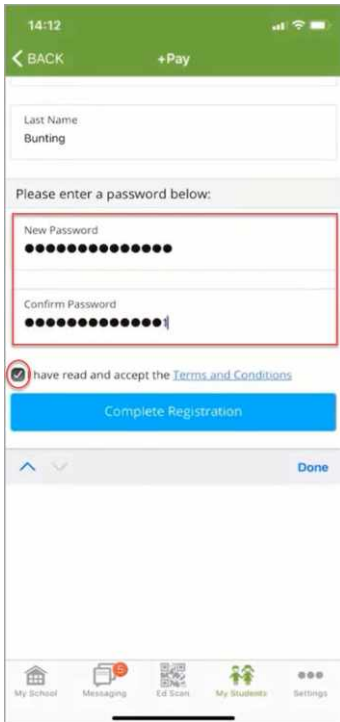 14:12
BACK
+Pay
Last Name
Bunting
Please enter a password below:
New Password
●●●●●●●●●●●●●●
Confirm Password
●●●●●●●●●●●●●
I have read and accept the Terms and Conditions
Complete Registration
Done
5
My School
Messaging
Ed Scan
My Students
Settings